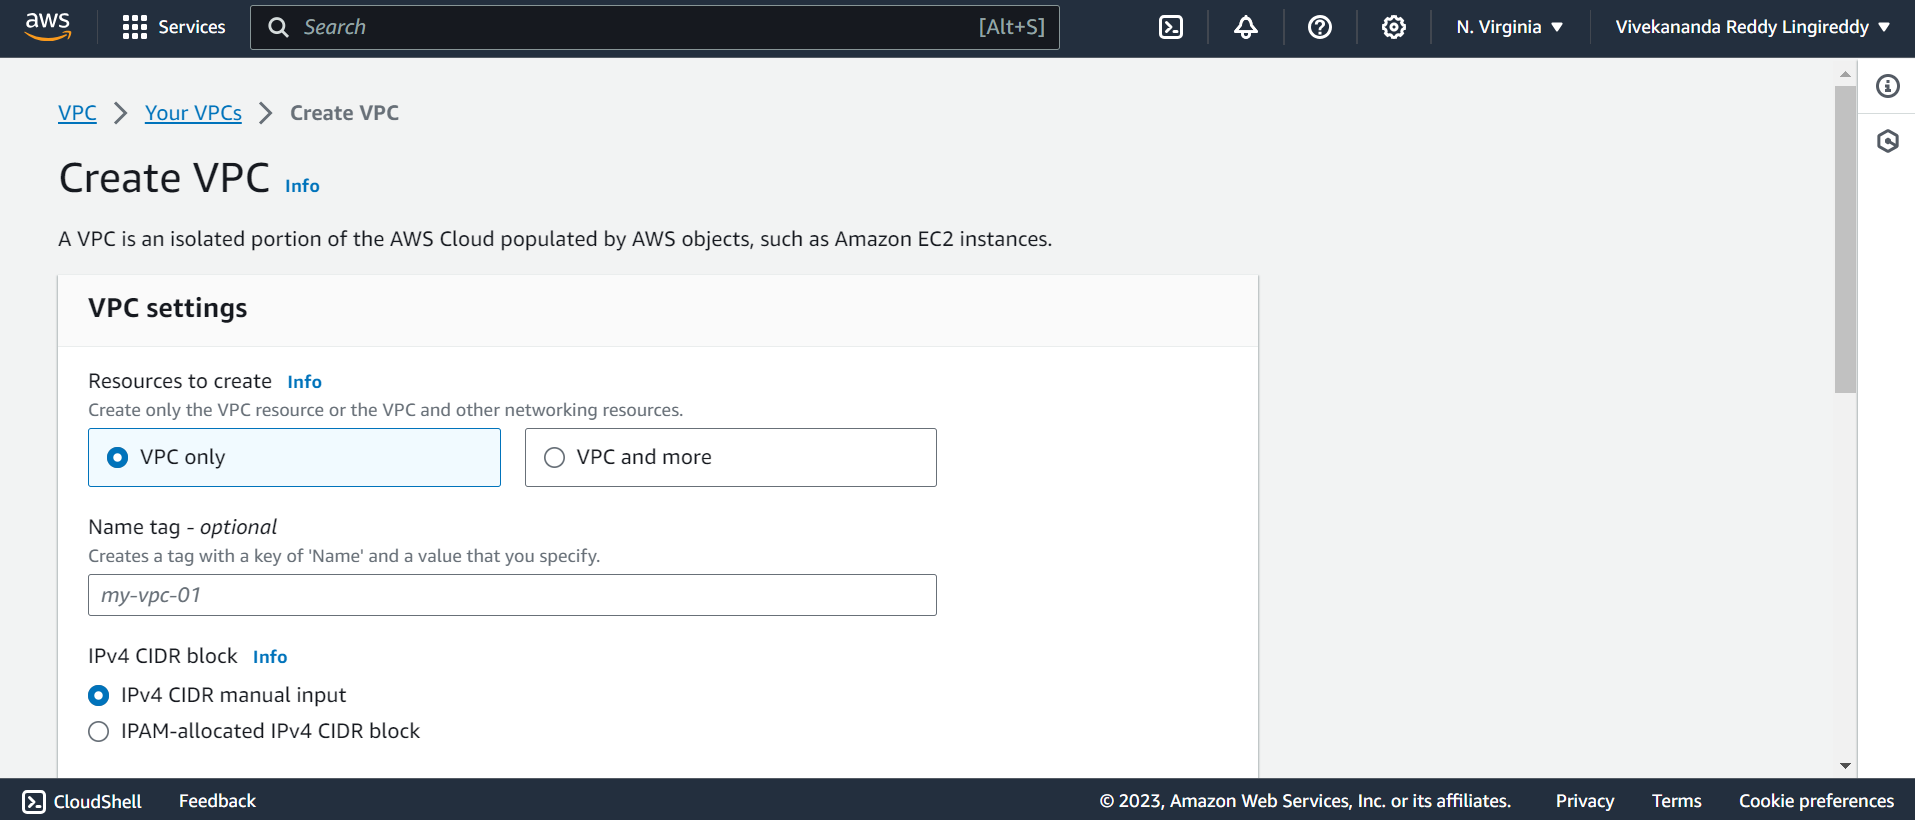 aws Services Search [Alt+S] N. Virginia Vivekananda Reddy Lingireddy
VPC Your VPCs Create VPC
Create VPC Info
A VPC is an isolated portion of the AWS Cloud populated by AWS objects, such as Amazon EC2 instances.
VPC settings
Resources to create Info
Create only the VPC resource or the VPC and other networking resources.
VPC only VPC and more
Name tag - optional
Creates a tag with a key of 'Name' and a value that you specify.
my-vpc-01
IPv4 CIDR block Info
IPv4 CIDR manual input
IPAM-allocated IPv4 CIDR block
CloudShell Feedback © 2023, Amazon Web Services, Inc. or its affiliates. Privacy Terms Cookie preferences